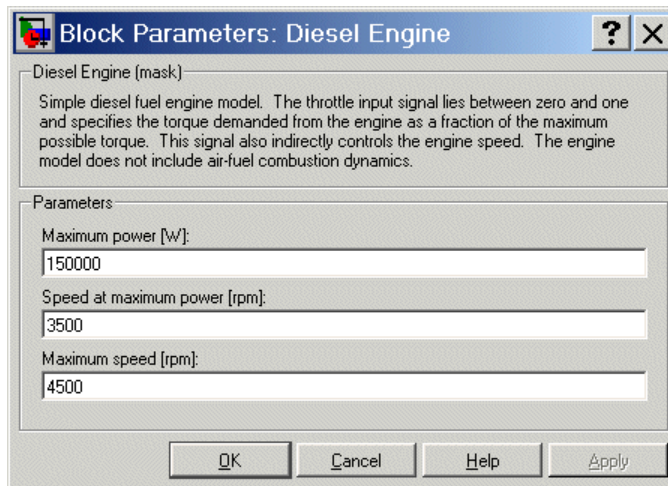 Block Parameters: Diesel Engine
Diesel Engine (mask)
Simple diesel fuel engine model.  The throttle input signal lies between zero and one
and specifies the torque demanded from the engine as a fraction of the maximum
possible torque.  This signal also indirectly controls the engine speed.  The engine
model does not include air-fuel combustion dynamics.
Parameters
Maximum power [W]:
150000
Speed at maximum power [rpm]:
3500
Maximum speed [rpm]:
4500
OK Cancel Help Apply